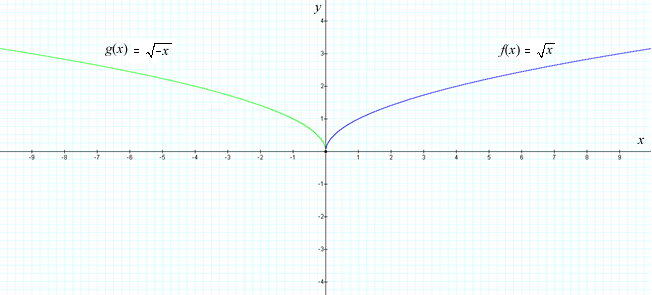 y
g(x) = √-x
f(x) = √x
4
3
2
1
x
-9 -8 -7 -6 -5 -4 -3 -2 -1 1 2 3 4 5 6 7 8 9
-1
-2
-3
-4